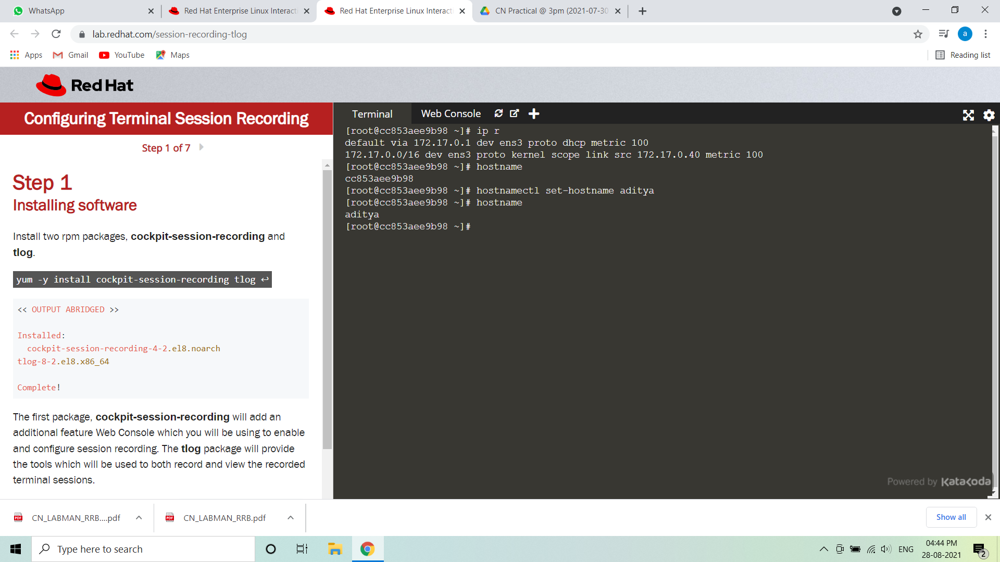 WhatsApp
Red Hat Enterprise Linux Interacti
Red Hat Enterprise Linux Interacti
CN Practical @ 3pm (2021-07-30
lab.redhat.com/session-recording-tlog
a
Apps
Gmail
YouTube
Maps
Reading list
Red Hat
Configuring Terminal Session Recording
Step 1 of 7
Step 1
Installing software
Install two rpm packages, cockpit-session-recording and
tlog.
yum -y install cockpit-session-recording tlog ↩
<< OUTPUT ABRIDGED >>
Installed:
cockpit-session-recording-4-2.el8.noarch
tlog-8-2.el8.x86_64
Complete!
The first package, cockpit-session-recording will add an
additional feature Web Console which you will be using to enable
and configure session recording. The tlog package will provide
the tools which will be used to both record and view the recorded
terminal sessions.
Terminal
Web Console
[root@cc853aee9b98 ~]# ip r
default via 172.17.0.1 dev ens3 proto dhcp metric 100
172.17.0.0/16 dev ens3 proto kernel scope link src 172.17.0.40 metric 100
[root@cc853aee9b98 ~]# hostname
cc853aee9b98
[root@cc853aee9b98 ~]# hostnamectl set-hostname aditya
[root@cc853aee9b98 ~]# hostname
aditya
[root@cc853aee9b98 ~]#
Powered by Katacoda
PDF
CN_LABMAN_RRB....pdf
PDF
CN_LABMAN_RRB.pdf
Show all
Type here to search
ENG
04:44 PM
28-08-2021
2